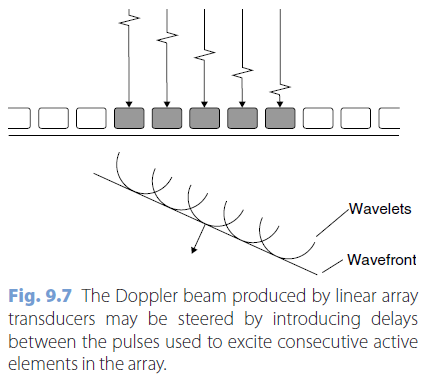 Wavelets
Wavefront
Fig. 9.7 The Doppler beam produced by linear array
transducers may be steered by introducing delays
between the pulses used to excite consecutive active
elements in the array.